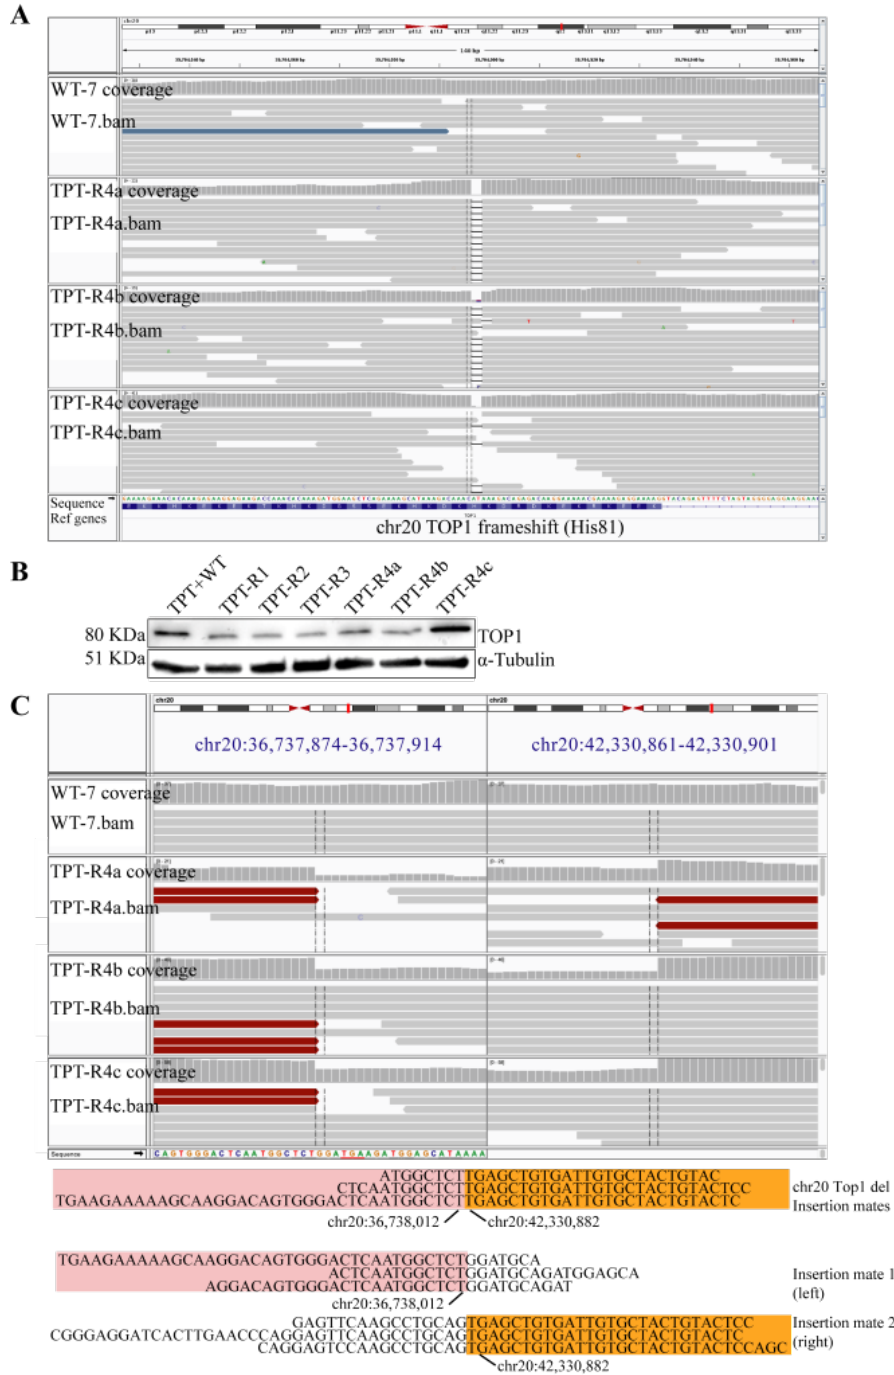 A
chr20
WT-7 coverage
WT-7.bam
TPT-R4a coverage
TPT-R4a.bam
TPT-R4b coverage
TPT-R4b.bam
TPT-R4c coverage
TPT-R4c.bam
Sequence
Ref genes
TOP1
chr20 TOP1 frameshift (His81)
B
TPT+WT TPT-R1 TPT-R2 TPT-R3 TPT-R4a TPT-R4b TPT-R4c
80 KDa TOP1
51 KDa α-Tubulin
C
chr20 chr20
chr20:36,737,874-36,737,914 chr20:42,330,861-42,330,901
WT-7 coverage
WT-7.bam
TPT-R4a coverage
TPT-R4a.bam
TPT-R4b coverage
TPT-R4b.bam
TPT-R4c coverage
TPT-R4c.bam
Sequence CAGTGGGACTCAATGGCTCTGGATGAAGATGGAGCATAAAA
ATGGCTCTTGAGCTGTGATTGTGCTACTGTAC
CTCAATGGCTCTTGAGCTGTGATTGTGCTACTGTACTCC chr20 Top1 del
TGAAGAAAAAGCAAGGACAGTGGGACTCAATGGCTCTTGAGCTGTGATTGTGCTACTGTACTC Insertion mates
chr20:36,738,012 chr20:42,330,882
TGAAGAAAAAGCAAGGACAGTGGGACTCAATGGCTCTGGATGCA
ACTCAATGGCTCTGGATGCAGATGGAGCA Insertion mate 1
AGGACAGTGGGACTCAATGGCTCTGGATGCAGAT (left)
chr20:36,738,012
GAGTTCAAGCCTGCAGTGAGCTGTGATTGTGCTACTGTACTCC Insertion mate 2
CGGGAGGATCACTTGAACCCAGGAGTTCAAGCCTGCAGTGAGCTGTGATTGTGCTACTGTACTC (right)
CAGGAGTCCAAGCCTGCAGTGAGCTGTGATTGTGCTACTGTACTCCAGC
chr20:42,330,882